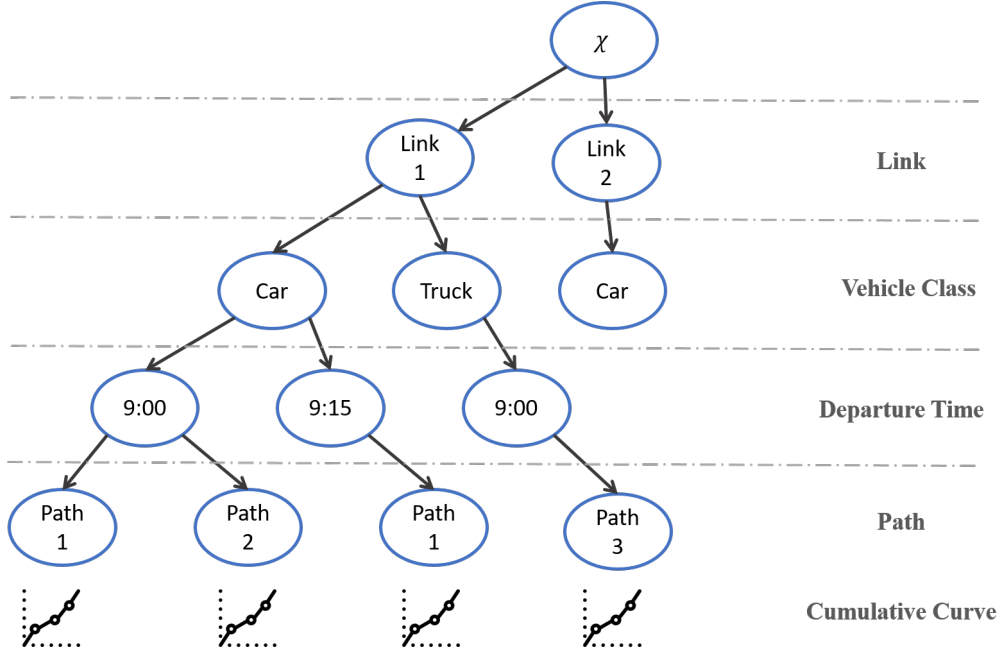 χ
Link
1
Link
2
Link
Car
Truck
Car
Vehicle Class
9:00
9:15
9:00
Departure Time
Path
1
Path
2
Path
1
Path
3
Path
Cumulative Curve